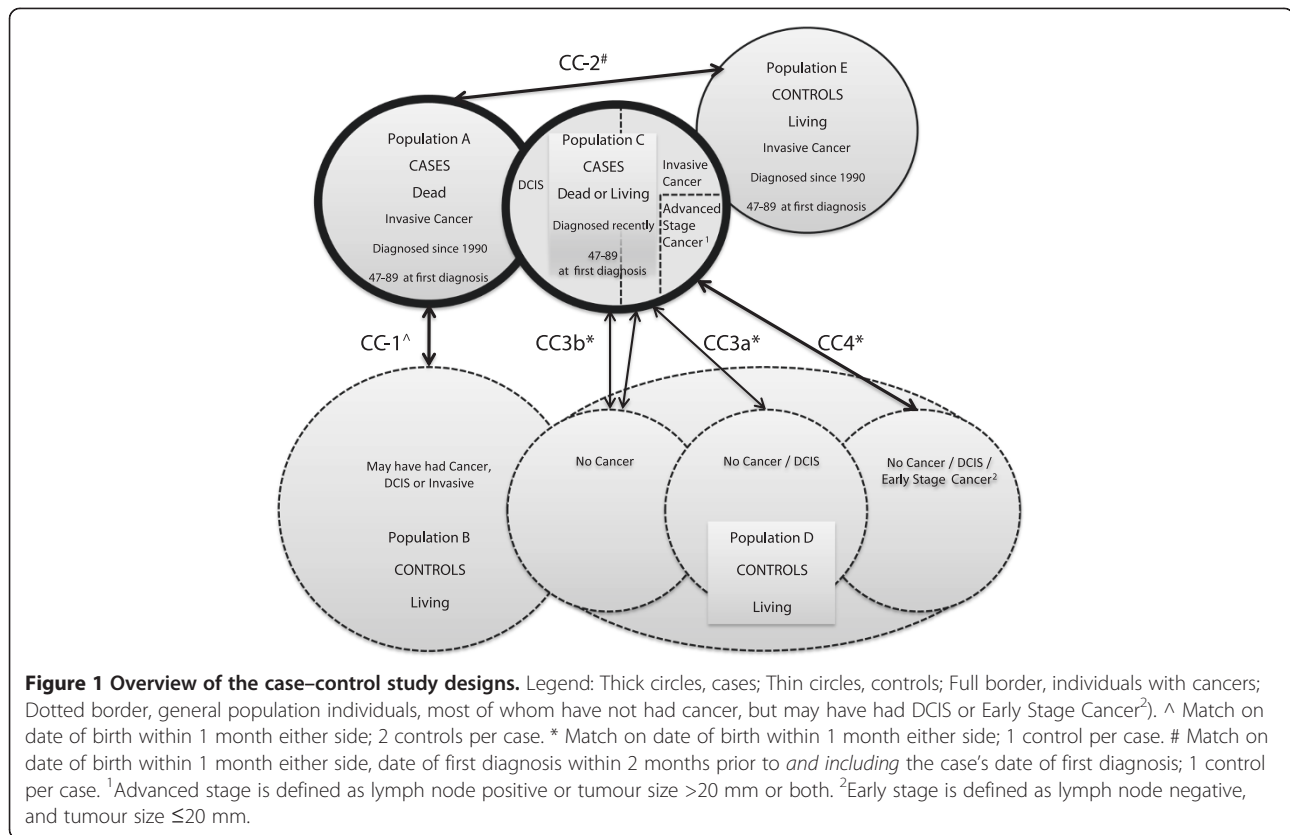 CC-2#
Population E
CONTROLS
Living
Invasive Cancer
Diagnosed since 1990
47-89 at first diagnosis
Population A
CASES
Dead
Invasive Cancer
Diagnosed since 1990
47-89 at first diagnosis
DCIS
Population C
CASES
Dead or Living
Diagnosed recently
47-89
at first diagnosis
Invasive
Cancer
Advanced
Stage
Cancer1
CC-1^
CC3b*
CC3a*
CC4*
May have had Cancer,
DCIS or Invasive
Population B
CONTROLS
Living
No Cancer
No Cancer / DCIS
Population D
CONTROLS
Living
No Cancer / DCIS /
Early Stage Cancer2
Figure 1 Overview of the case–control study designs. Legend: Thick circles, cases; Thin circles, controls; Full border, individuals with cancers;
Dotted border, general population individuals, most of whom have not had cancer, but may have had DCIS or Early Stage Cancer2). ^ Match on
date of birth within 1 month either side; 2 controls per case. * Match on date of birth within 1 month either side; 1 control per case. # Match on
date of birth within 1 month either side, date of first diagnosis within 2 months prior to and including the case's date of first diagnosis; 1 control
per case. 1Advanced stage is defined as lymph node positive or tumour size >20 mm or both. 2Early stage is defined as lymph node negative,
and tumour size ≤20 mm.